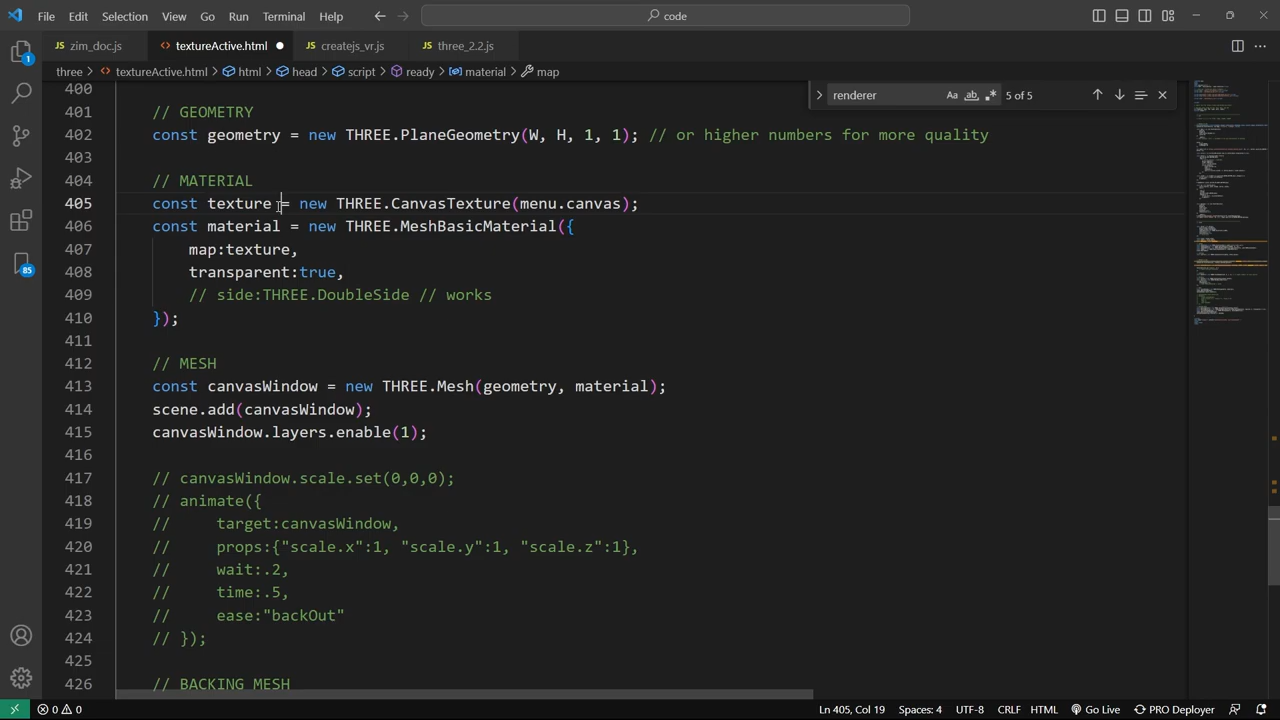 File Edit Selection View Go Run Terminal Help
code
1
85
zim_doc.js textureActive.html createjs_vr.js three_2.2.js
three > textureActive.html > html > head > script > ready > material > map
renderer ab 5 of 5
400
401 // GEOMETRY
402 const geometry = new THREE.PlaneGeometry(W, H, 1, 1); // or higher numbers for more quality
403
404 // MATERIAL
405 const texture = new THREE.CanvasTexture(menu.canvas);
406 const material = new THREE.MeshBasicMaterial({
407 map:texture,
408 transparent:true,
409 // side:THREE.DoubleSide // works
410 });
411
412 // MESH
413 const canvasWindow = new THREE.Mesh(geometry, material);
414 scene.add(canvasWindow);
415 canvasWindow.layers.enable(1);
416
417 // canvasWindow.scale.set(0,0,0);
418 // animate({
419 // target:canvasWindow,
420 // props:{"scale.x":1, "scale.y":1, "scale.z":1},
421 // wait:.2,
422 // time:.5,
423 // ease:"backOut"
424 // });
425
426 // BACKING MESH
0 0 Ln 405, Col 19 Spaces: 4 UTF-8 CRLF HTML Go Live PRO Deployer